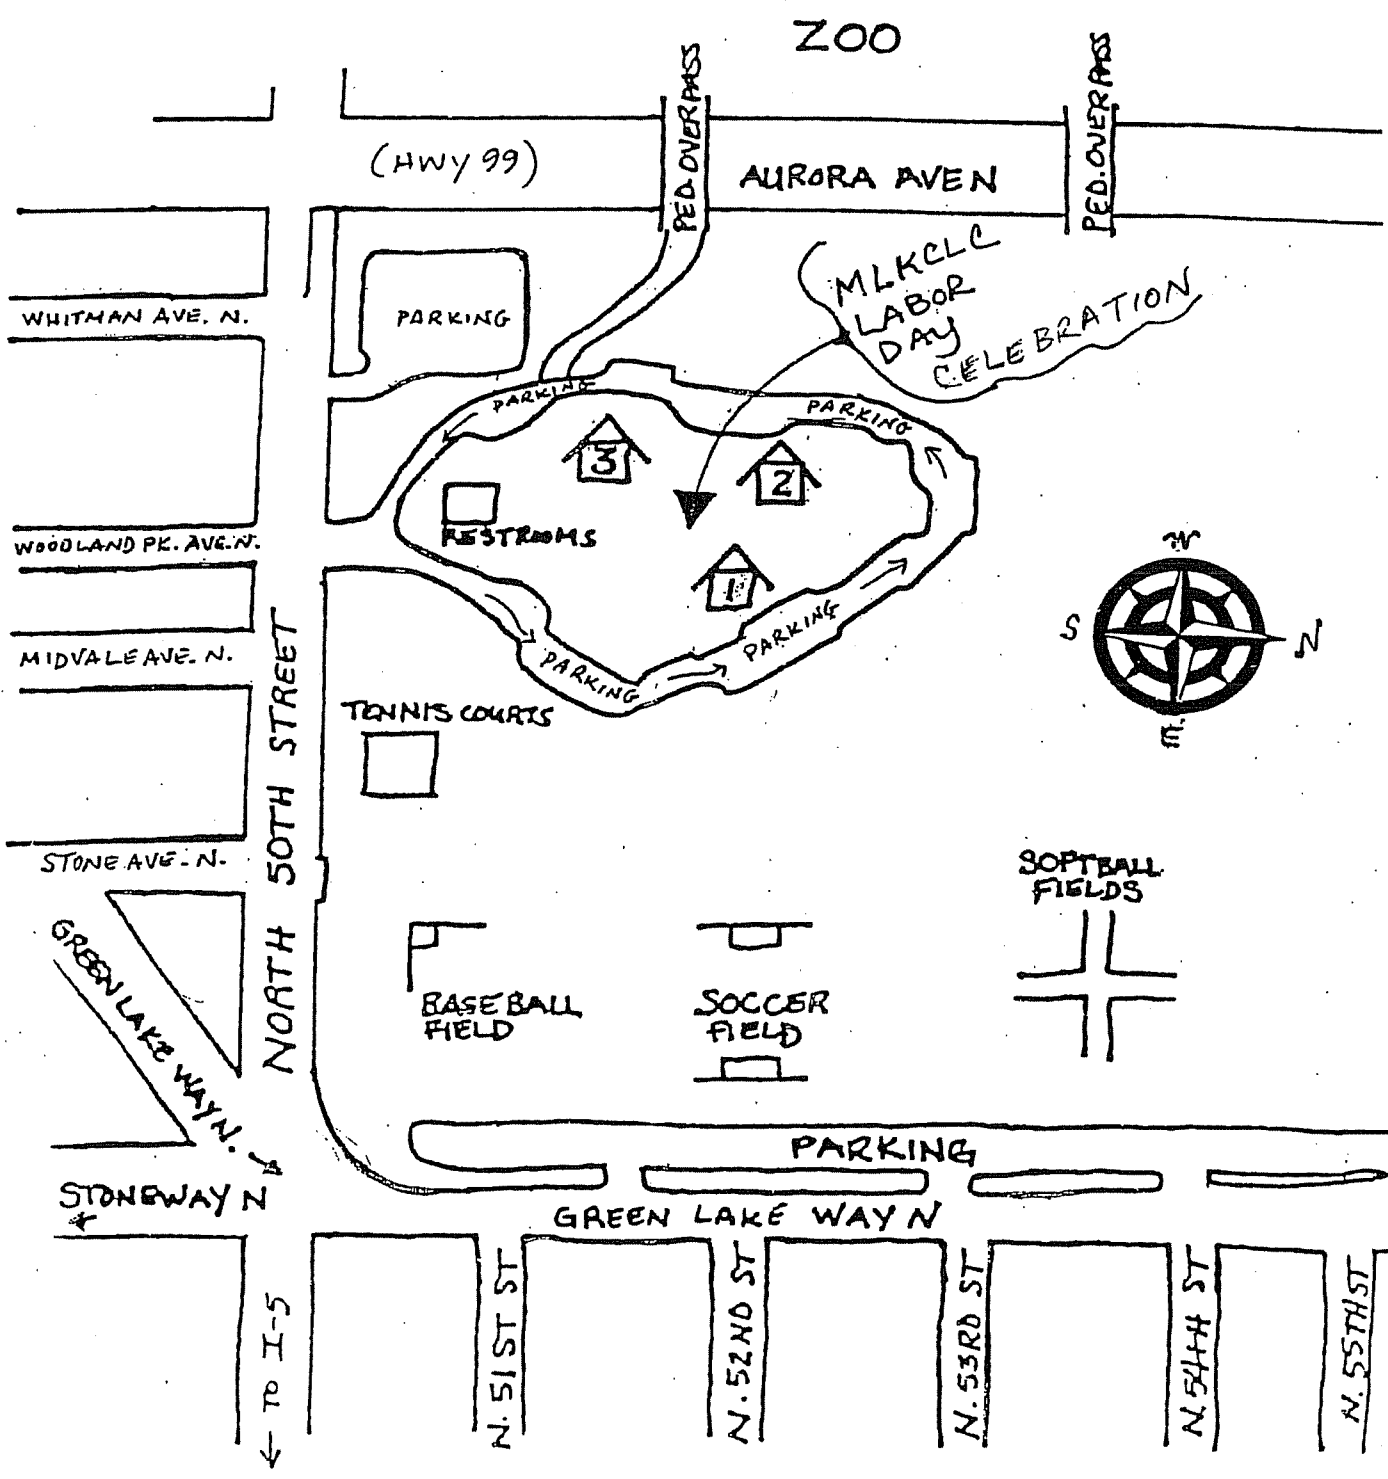 ZOO
PED. OVERPASS
PED. OVERPASS
(HWY 99)
AURORA AVE N
MLKCLC
LABOR
DAY
CELEBRATION
WHITMAN AVE. N.
PARKING
PARKING
PARKING
3
2
RESTROOMS
WOODLAND PK. AVE. N.
1
W
S
N
E
MIDVALE AVE. N.
PARKING
PARKING
TENNIS COURTS
NORTH 50TH STREET
STONE AVE. N.
SOFTBALL
FIELDS
GREEN LAKE WAY N.
BASEBALL
FIELD
SOCCER
FIELD
PARKING
STONEWAY N
GREEN LAKE WAY N
TO I-5
N. 51ST ST
N. 52ND ST
N. 53RD ST
N. 54TH ST
N. 55TH ST